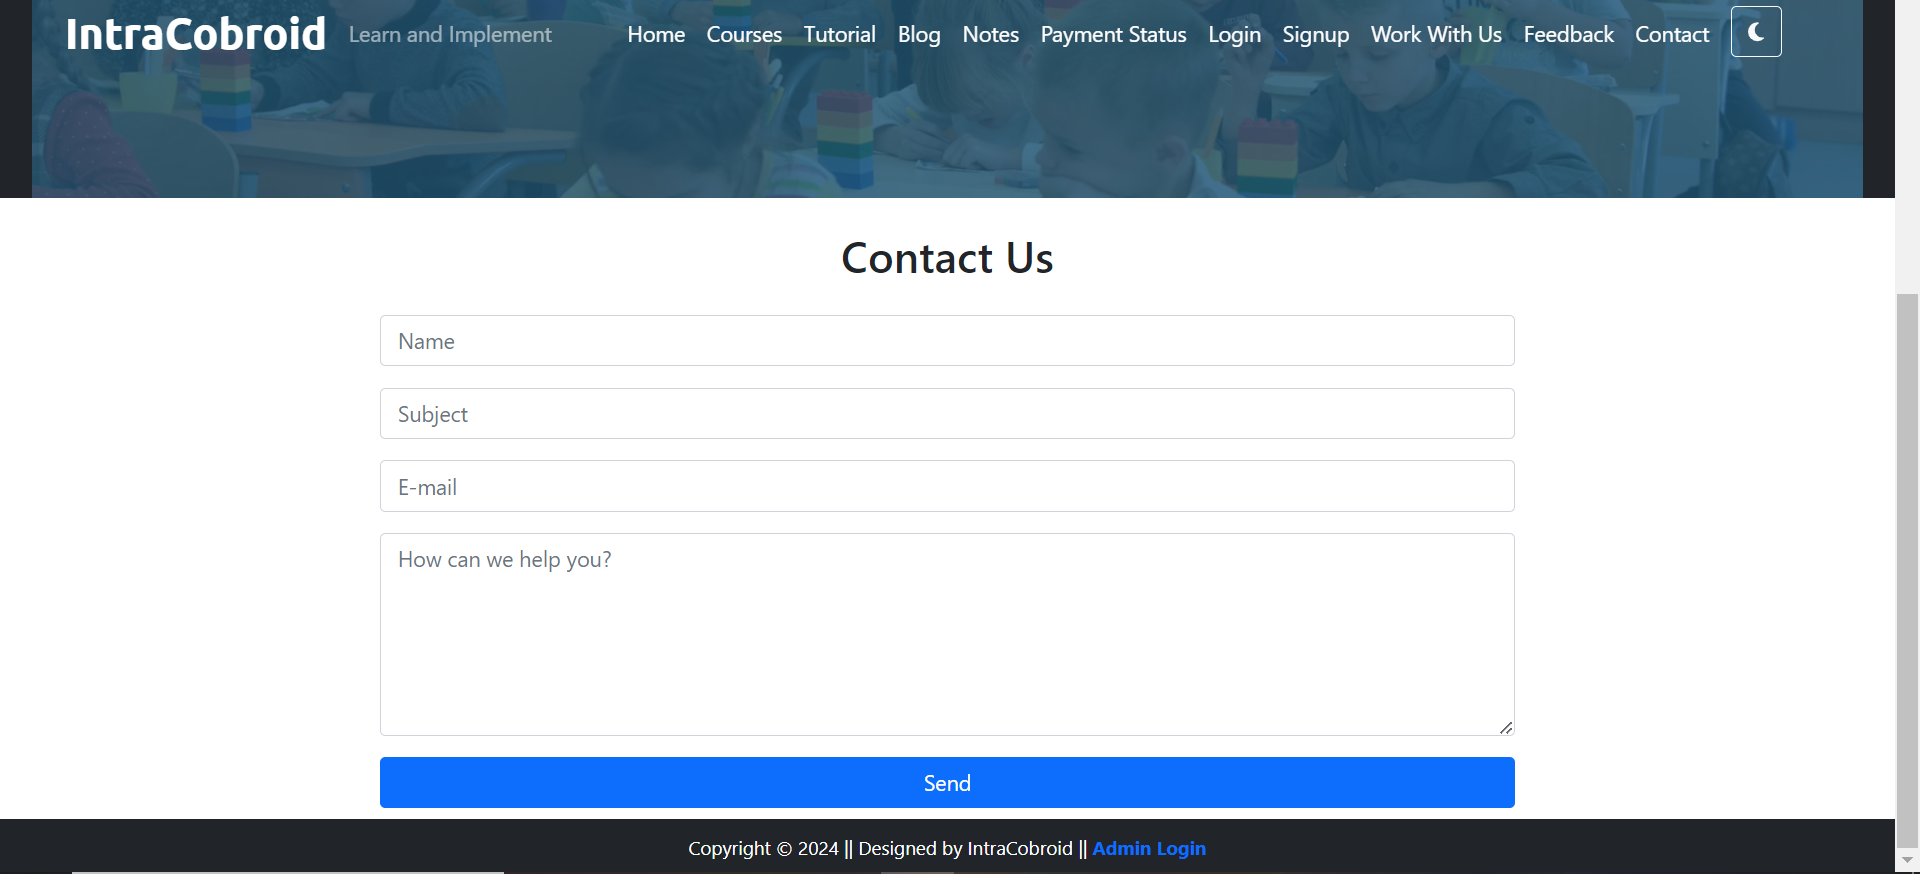 IntraCobroid Learn and Implement Home Courses Tutorial Blog Notes Payment Status Login Signup Work With Us Feedback Contact
Contact Us
Name
Subject
E-mail
How can we help you?
Send
Copyright © 2024 || Designed by IntraCobroid || Admin Login